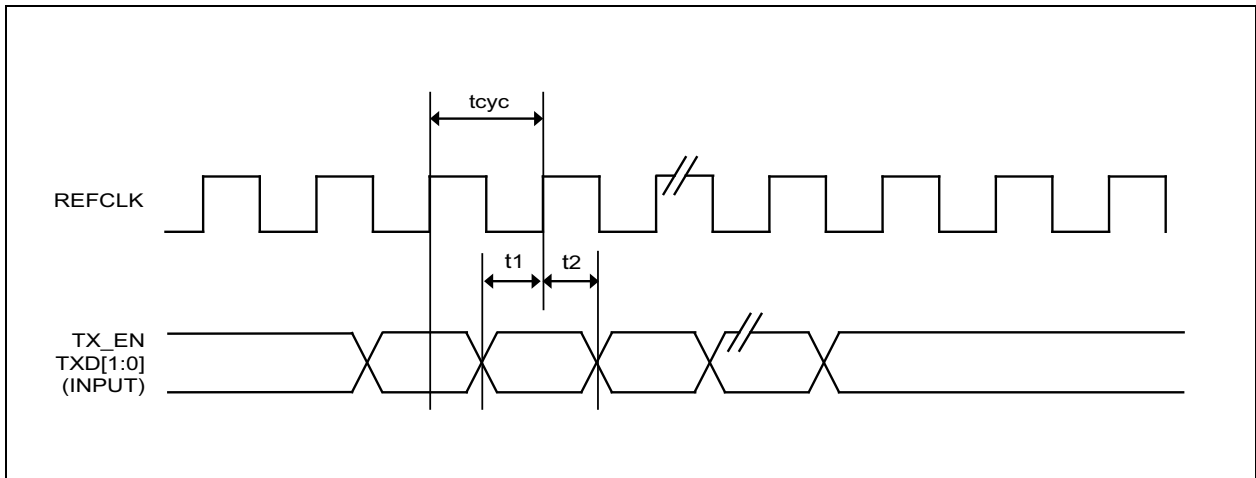 tcyc
REFCLK
t1
t2
TX_EN
TXD[1:0]
(INPUT)